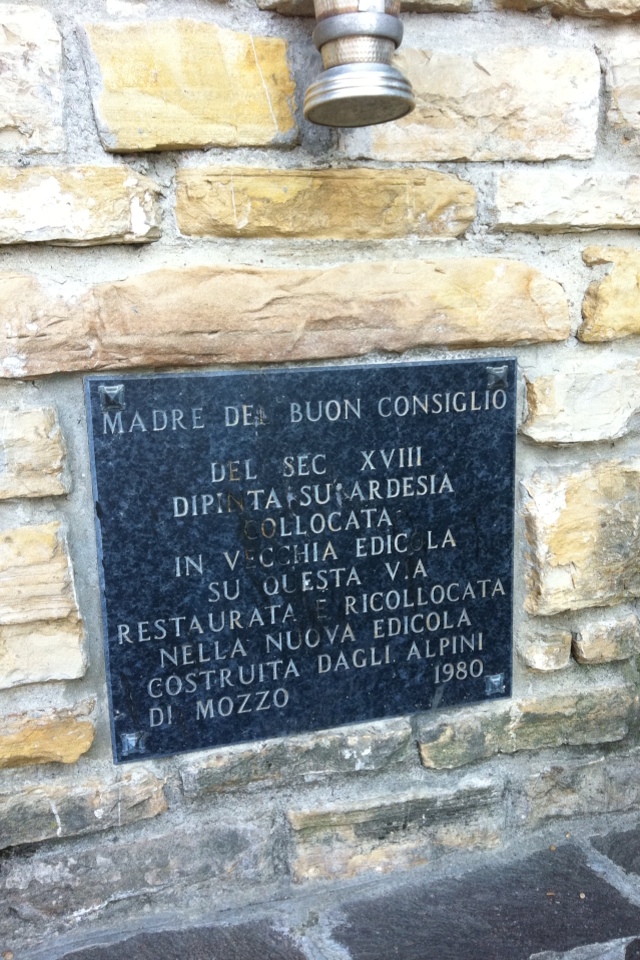 MADRE DEL BUON CONSIGLIO
DEL SEC XVIII
DIPINTA SU ARDESIA
COLLOCATA
IN VECCHIA EDICOLA
SU QUESTA VIA
RESTAURATA E RICOLLOCATA
NELLA NUOVA EDICOLA
COSTRUITA DAGLI ALPINI
DI MOZZO 1980